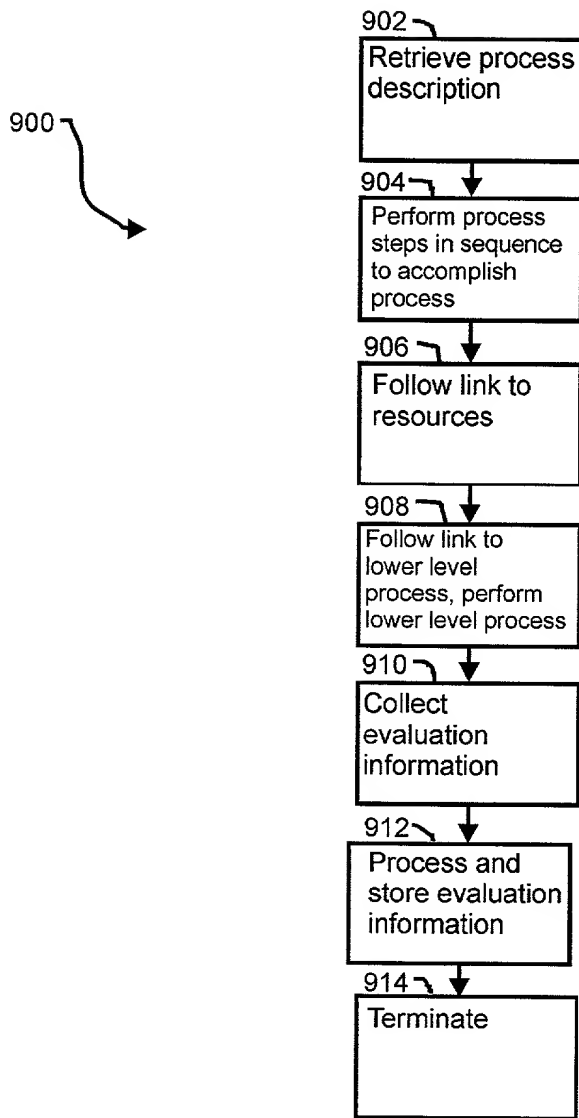 902
Retrieve process
description
900
904
Perform process
steps in sequence
to accomplish
process
906
Follow link to
resources
908
Follow link to
lower level
process, perform
lower level process
910
Collect
evaluation
information
912
Process and
store evaluation
information
914
Terminate